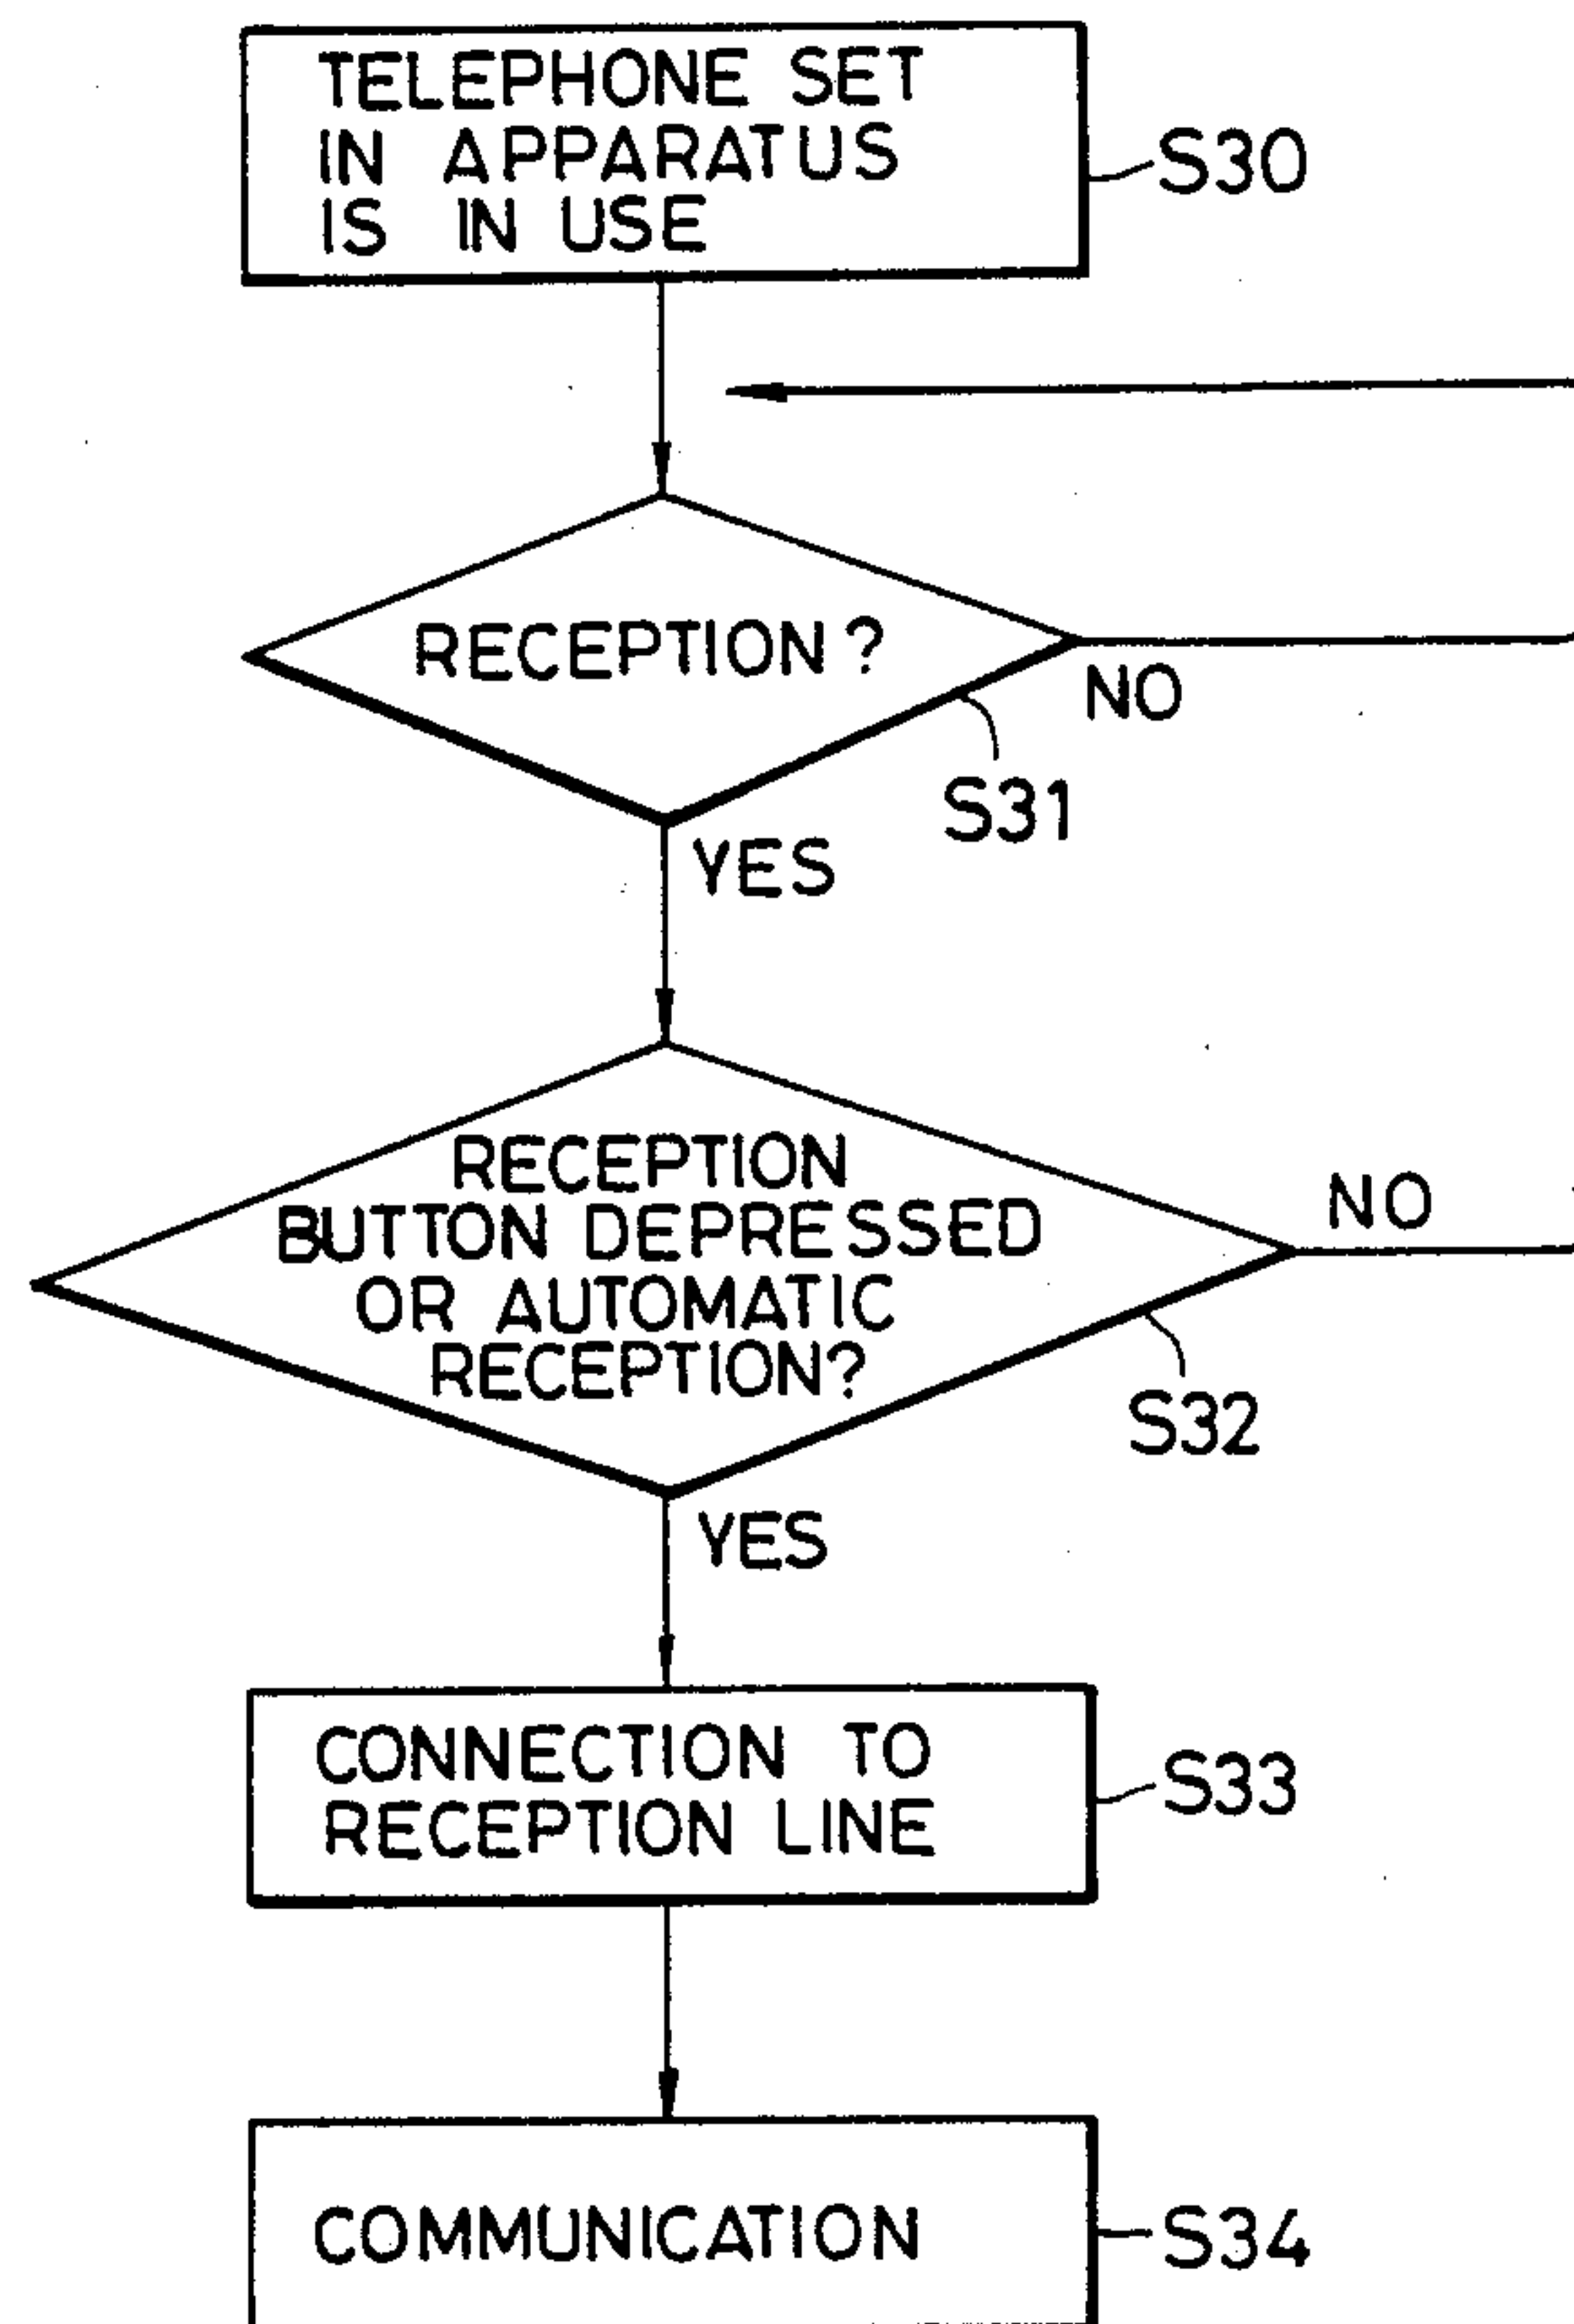 TELEPHONE SET
IN APPARATUS
IS IN USE
S30
RECEPTION?
NO
S31
YES
RECEPTION
BUTTON DEPRESSED
OR AUTOMATIC
RECEPTION?
NO
S32
YES
CONNECTION TO
RECEPTION LINE
S33
COMMUNICATION
S34